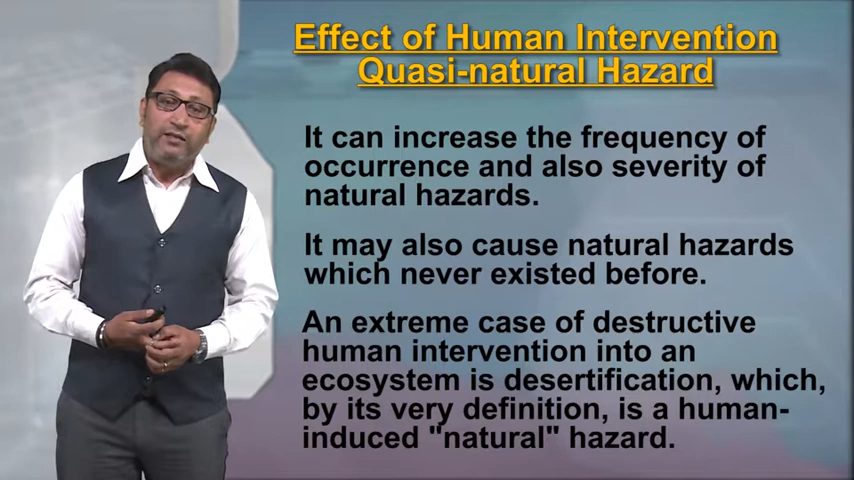 Effect of Human Intervention
Quasi-natural Hazard
It can increase the frequency of
occurrence and also severity of
natural hazards.
It may also cause natural hazards
which never existed before.
An extreme case of destructive
human intervention into an
ecosystem is desertification, which,
by its very definition, is a human-
induced "natural" hazard.